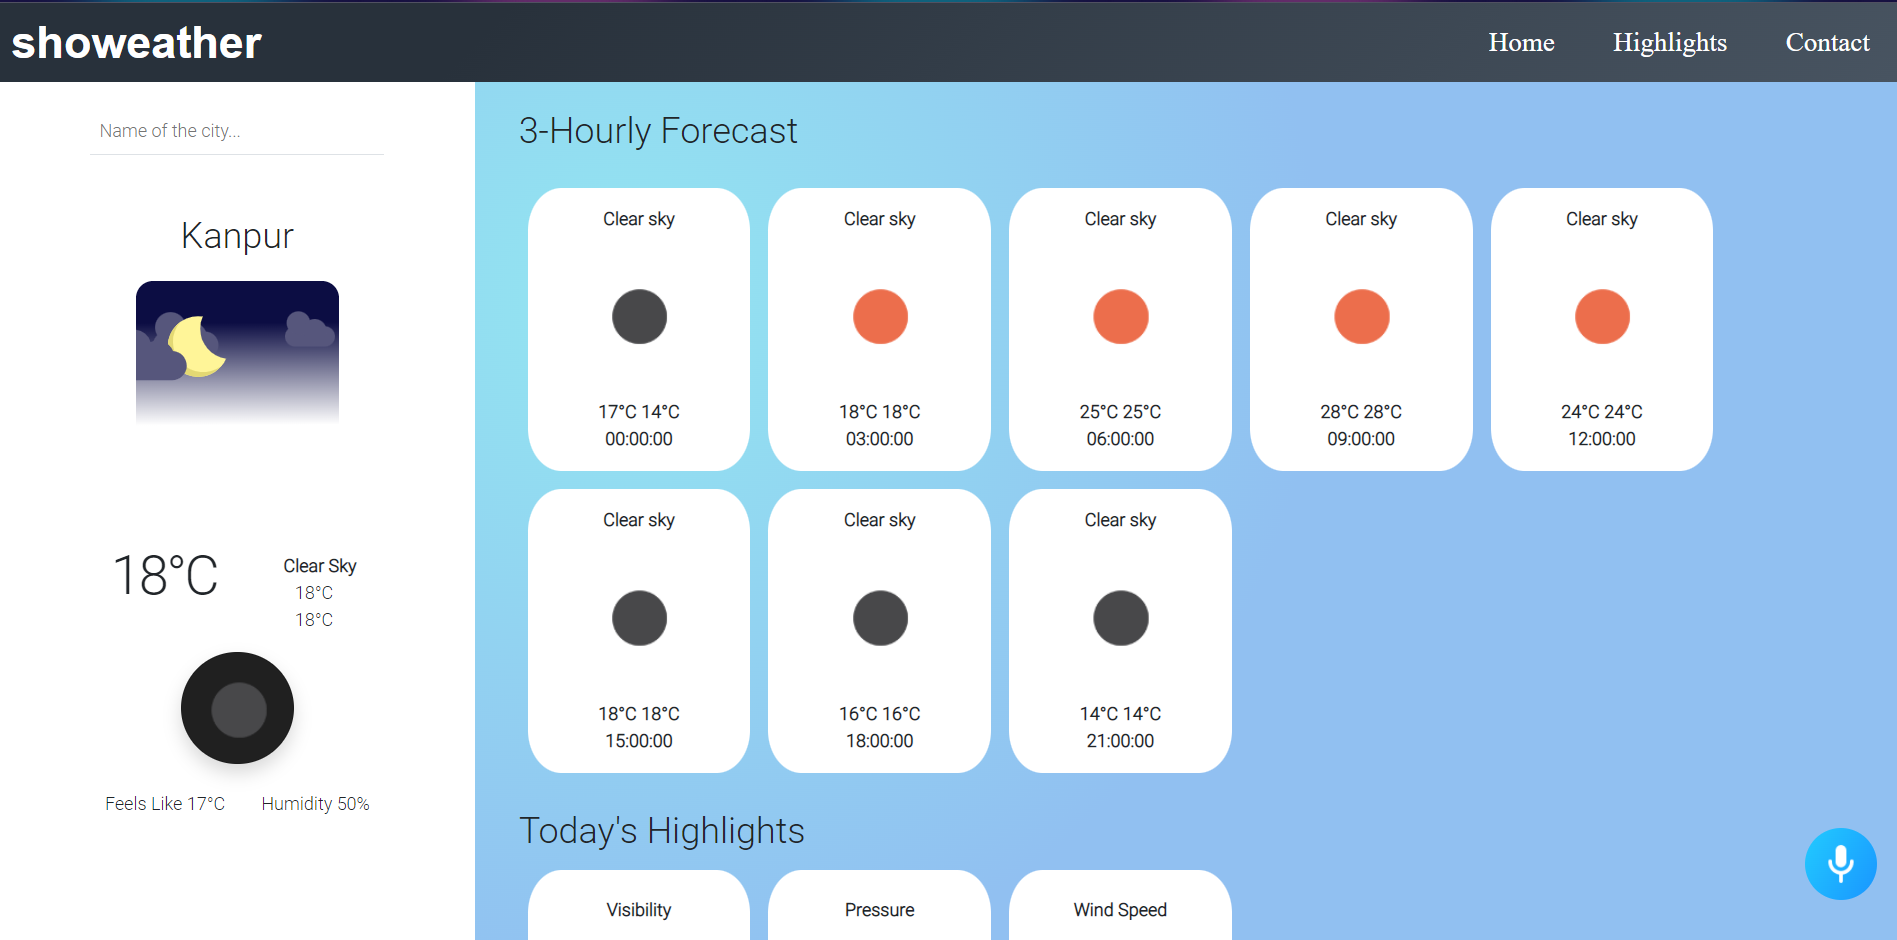 showeather
Home
Highlights
Contact
Name of the city...
Kanpur
18°C
Clear Sky
18°C
18°C
Feels Like 17°C
Humidity 50%
3-Hourly Forecast
Clear sky
17°C 14°C
00:00:00
Clear sky
18°C 18°C
03:00:00
Clear sky
25°C 25°C
06:00:00
Clear sky
28°C 28°C
09:00:00
Clear sky
24°C 24°C
12:00:00
Clear sky
18°C 18°C
15:00:00
Clear sky
16°C 16°C
18:00:00
Clear sky
14°C 14°C
21:00:00
Today's Highlights
Visibility
Pressure
Wind Speed